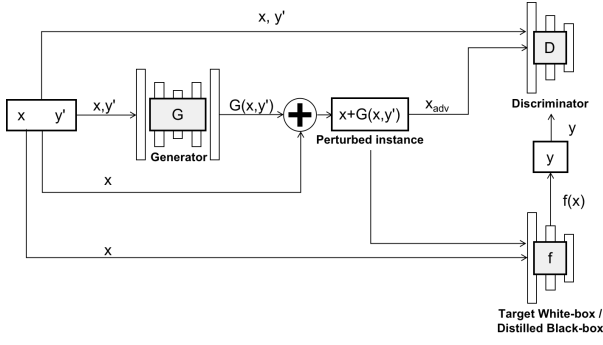 x, y'
D
Discriminator
x y'
x,y'
G
Generator
G(x,y')
x+G(x,y')
Perturbed instance
x_adv
y
y
f(x)
x
x
f
Target White-box /
Distilled Black-box